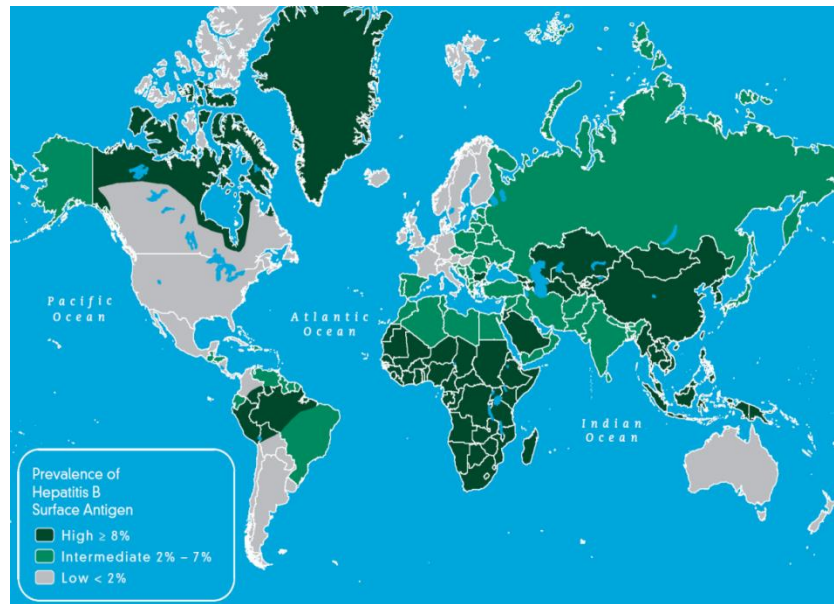 Pacific
Ocean
Atlantic
Ocean
Indian
Ocean
Prevalence of
Hepatitis B
Surface Antigen
High ≥ 8%
Intermediate 2% – 7%
Low < 2%